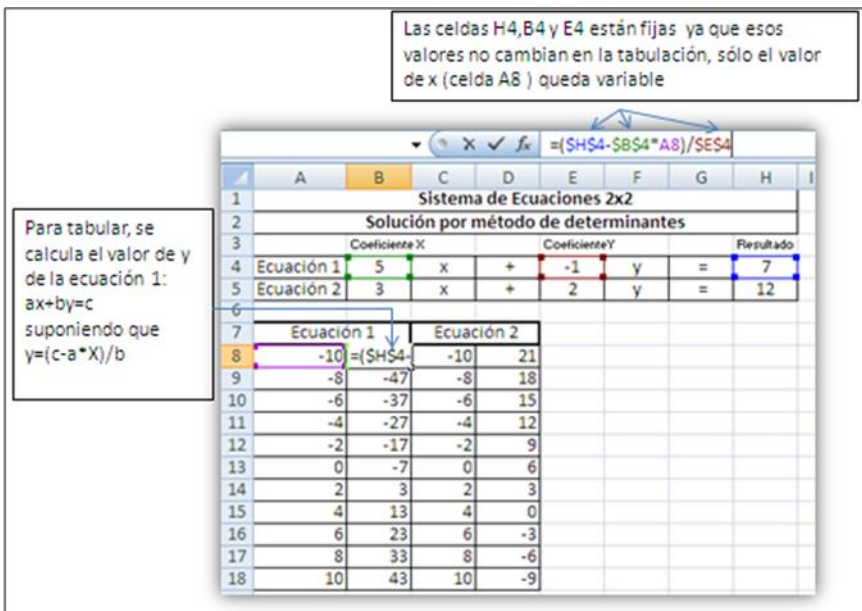 Las celdas H4,B4 y E4 están fijas ya que esos
valores no cambian en la tabulación, sólo el valor
de x (celda A8 ) queda variable
=($H$4-$B$4*A8)/$E$4
A B C D E F G H I
1 Sistema de Ecuaciones 2x2
2 Solución por método de determinantes
3 Coeficiente X CoeficienteY Resultado
4 Ecuación 1 5 x + -1 y = 7
5 Ecuación 2 3 x + 2 y = 12
6
7 Ecuación 1 Ecuación 2
8 -10 =($H$4- -10 21
9 -8 -47 -8 18
10 -6 -37 -6 15
11 -4 -27 -4 12
12 -2 -17 -2 9
13 0 -7 0 6
14 2 3 2 3
15 4 13 4 0
16 6 23 6 -3
17 8 33 8 -6
18 10 43 10 -9
Para tabular, se
calcula el valor de y
de la ecuación 1:
ax+by=c
suponiendo que
y=(c-a*X)/b